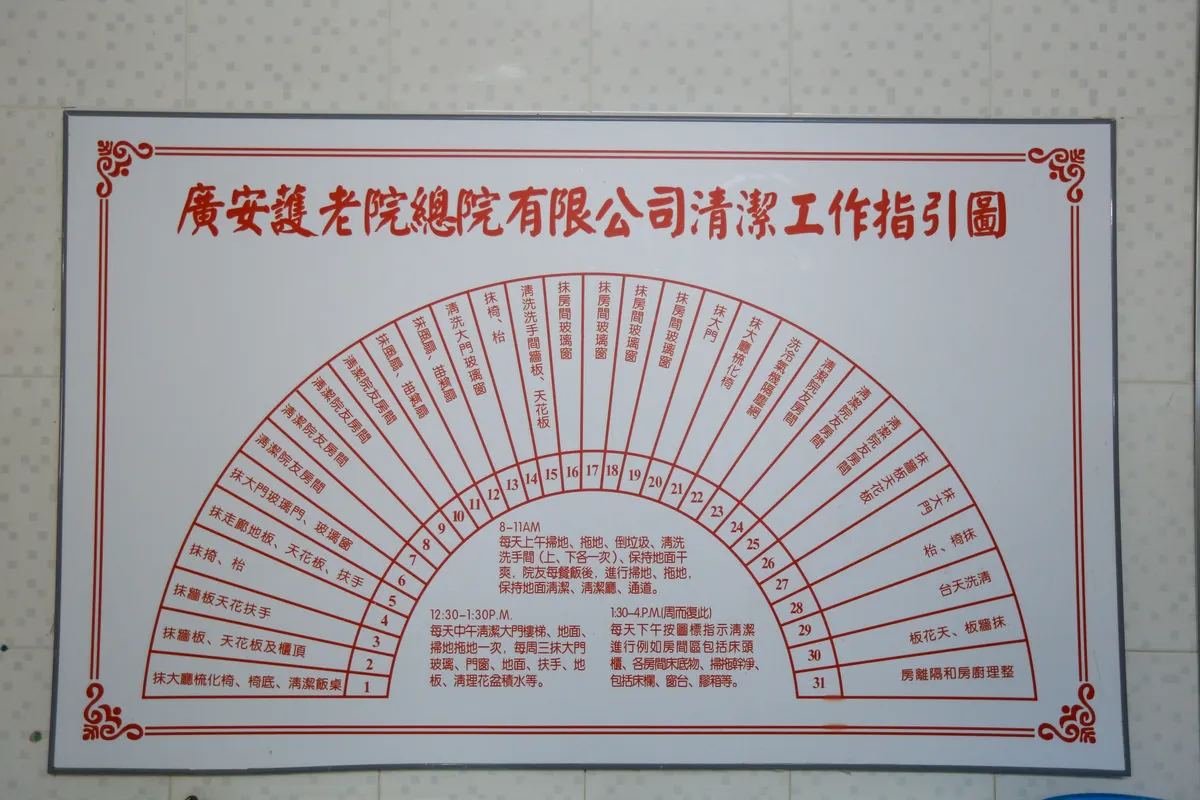 廣安護老院總院有限公司清潔工作指引圖
1 抹大廳梳化椅、椅底、清潔飯桌
2 抹牆板、天花板及櫃頂
3 抹牆板天花扶手
4 抹掎、枱
5 抹走廊地板、天花板、扶手
6 抹大門玻璃門、玻璃窗
7 清潔院友房間
8 清潔院友房間
9 清潔院友房間
10 清潔院友房間
11 抹風扇、抽氣扇
12 抹風扇、抽氣扇
13 清洗大門玻璃窗
14 抹椅、枱
15 清洗洗手間牆板、天花板
16 抹房間玻璃窗
17 抹房間玻璃窗
18 抹房間玻璃窗
19 抹房間玻璃窗
20 抹大門
21 抹大廳梳化椅
22 洗冷氣機隔塵網
23 清潔院友房間
24 清潔院友房間
25 清潔院友房間
26 抹牆板天花板
27 抹大門
28 抹椅、枱
29 清洗天台
30 抹牆板、天花板
31 整理廚房和隔離房
8-11AM
每天上午掃地、拖地、倒垃圾、清洗
洗手間(上、下各一次)、保持地面干
爽，院友每餐飯後，進行掃地、拖地，
保持地面清潔、清潔廳、通道。
12:30-1:30P.M.
每天中午清潔大門樓梯、地面、
掃地拖地一次，每周三抹大門
玻璃、門窗、地面、扶手、地
板、清理花盆積水等。
1:30-4P.M.(周而復此)
每天下午按圖標指示清潔
進行例如房間區包括床頭
櫃、各房間床底物、掃拖碎淨、
包括床欄、窗台、膠箱等。